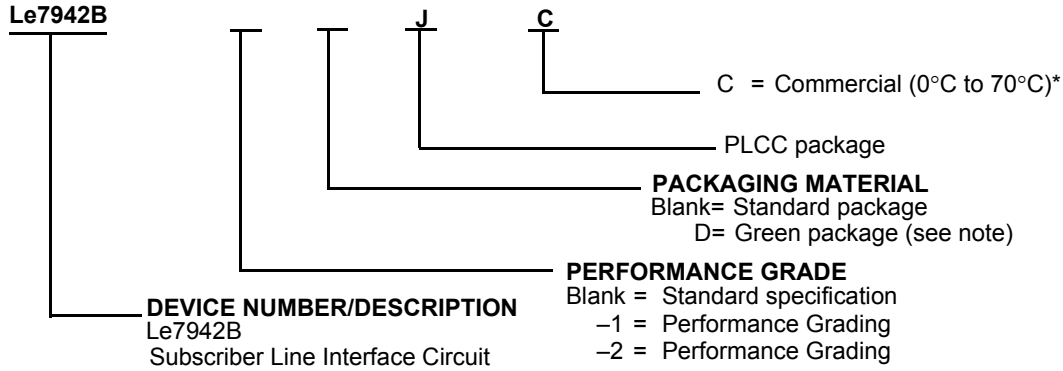 Le7942B J C
C = Commercial (0°C to 70°C)*
PLCC package
PACKAGING MATERIAL
Blank= Standard package
D= Green package (see note)
PERFORMANCE GRADE
Blank = Standard specification
–1 = Performance Grading
–2 = Performance Grading
DEVICE NUMBER/DESCRIPTION
Le7942B
Subscriber Line Interface Circuit